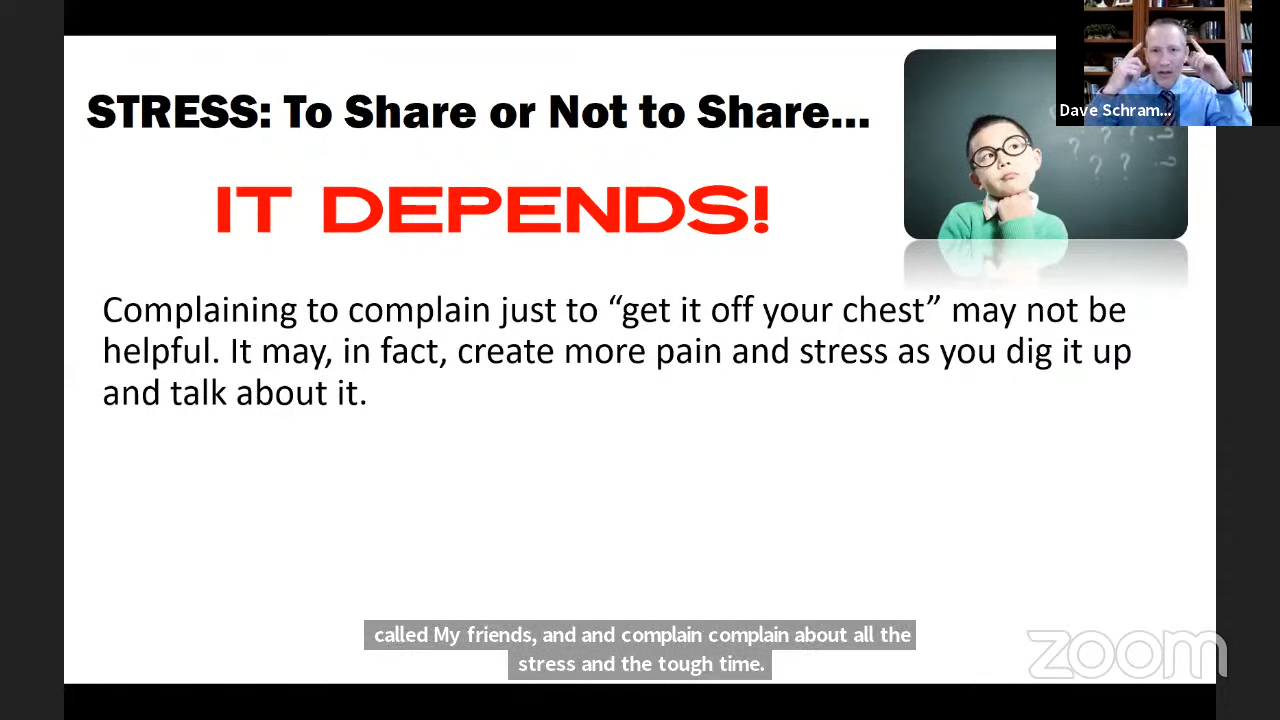 STRESS: To Share or Not to Share...
Dave Schram...
IT DEPENDS!
? ? ? ?
? ?
Complaining to complain just to “get it off your chest” may not be
helpful. It may, in fact, create more pain and stress as you dig it up
and talk about it.
called My friends, and and complain complain about all the
stress and the tough time.
zoom